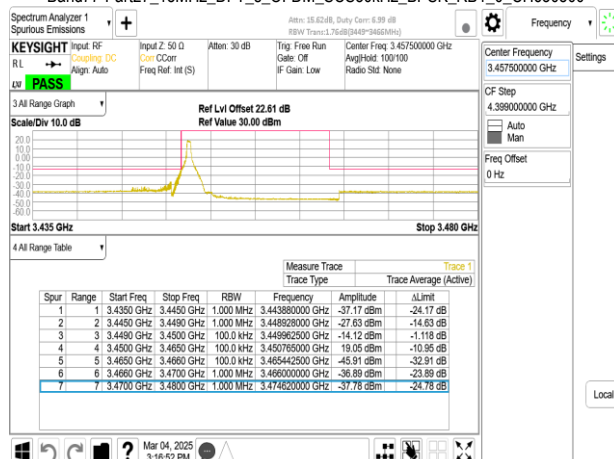 Spectrum Analyzer 1
Spurious Emissions
Attn: 15.62dB, Duty Corr: 6.99 dB
RBW Trans:1.76dB(3449~3466MHz)
Frequency
Settings
KEYSIGHT
Input: RF
Coupling: DC
Align: Auto
Input Z: 50 Ω
Corr CCorr
Freq Ref: Int (S)
Atten: 30 dB
Trig: Free Run
Gate: Off
IF Gain: Low
Center Freq: 3.457500000 GHz
Avg|Hold: 100/100
Radio Std: None
RL
LXI PASS
Center Frequency
3.457500000 GHz
CF Step
4.399000000 GHz
Auto
Man
Freq Offset
0 Hz
3 All Range Graph
Scale/Div 10.0 dB
Ref Lvl Offset 22.61 dB
Ref Value 30.00 dBm
20.0
10.0
0.00
-10.0
-20.0
-30.0
-40.0
-50.0
-60.0
Start 3.435 GHz
Stop 3.480 GHz
4 All Range Table
Measure Trace Trace 1
Trace Type Trace Average (Active)
Spur Range Start Freq Stop Freq RBW Frequency Amplitude ΔLimit
1 1 3.4350 GHz 3.4450 GHz 1.000 MHz 3.443880000 GHz -37.17 dBm -24.17 dB
2 2 3.4450 GHz 3.4490 GHz 1.000 MHz 3.448928000 GHz -27.63 dBm -14.63 dB
3 3 3.4490 GHz 3.4500 GHz 100.0 kHz 3.449962500 GHz -14.12 dBm -1.118 dB
4 4 3.4500 GHz 3.4650 GHz 100.0 kHz 3.450765000 GHz 19.05 dBm -10.95 dB
5 5 3.4650 GHz 3.4660 GHz 100.0 kHz 3.465442500 GHz -45.91 dBm -32.91 dB
6 6 3.4660 GHz 3.4700 GHz 1.000 MHz 3.466000000 GHz -36.89 dBm -23.89 dB
7 7 3.4700 GHz 3.4800 GHz 1.000 MHz 3.474620000 GHz -37.78 dBm -24.78 dB
Local
Mar 04, 2025
3:16:52 PM